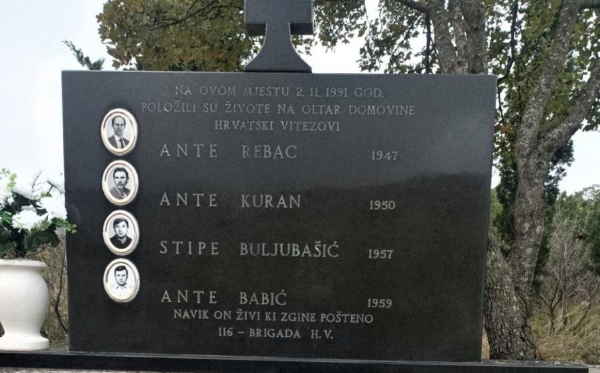 NA OVOM MJESTU 2. 11. 1991 GOD.
POLOŽILI SU ŽIVOTE NA OLTAR DOMOVINE
HRVATSKI VITEZOVI
ANTE REBAC 1947
ANTE KURAN 1950
STIPE BULJUBAŠIĆ 1957
ANTE BABIĆ 1959
NAVIK ON ŽIVI KI ZGINE POŠTENO
116 – BRIGADA H.V.